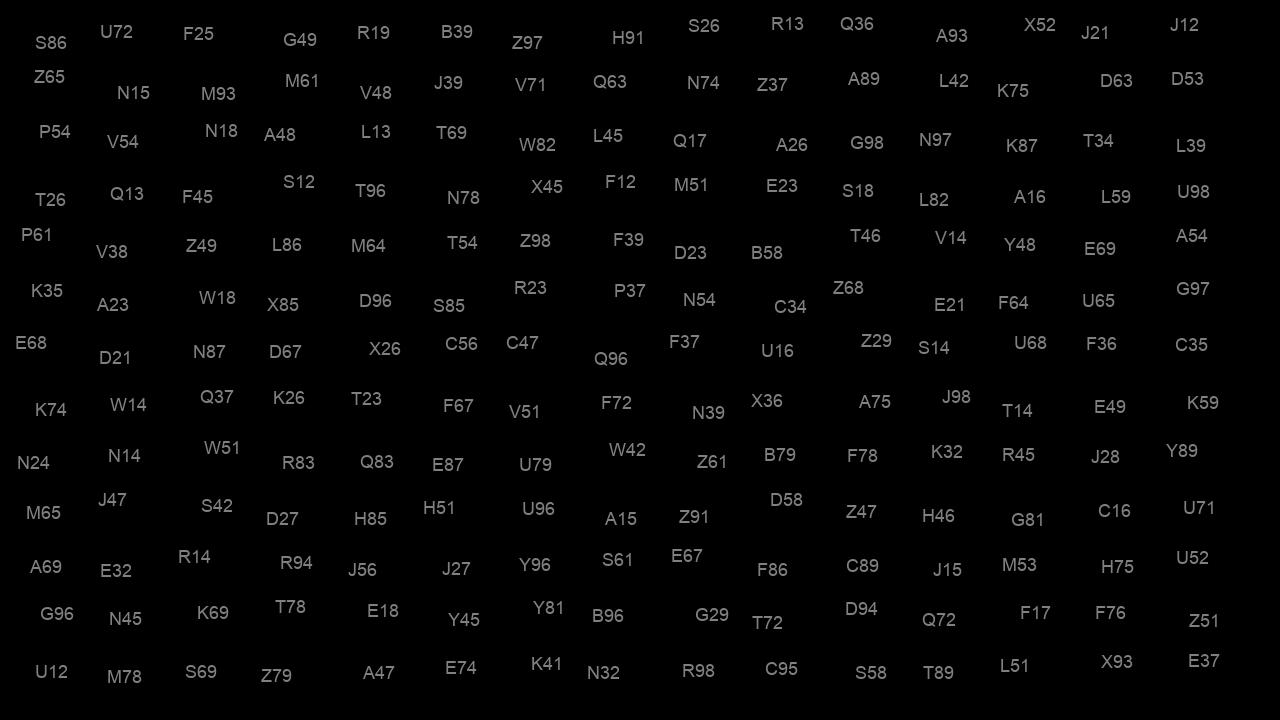 S86 U72 F25 G49 R19 B39 Z97 H91 S26 R13 Q36 A93 X52 J21 J12
Z65 N15 M93 M61 V48 J39 V71 Q63 N74 Z37 A89 L42 K75 D63 D53
P54 V54 N18 A48 L13 T69 W82 L45 Q17 A26 G98 N97 K87 T34 L39
T26 Q13 F45 S12 T96 N78 X45 F12 M51 E23 S18 L82 A16 L59 U98
P61 V38 Z49 L86 M64 T54 Z98 F39 D23 B58 T46 V14 Y48 E69 A54
K35 A23 W18 X85 D96 S85 R23 P37 N54 C34 Z68 E21 F64 U65 G97
E68 D21 N87 D67 X26 C56 C47 Q96 F37 U16 Z29 S14 U68 F36 C35
K74 W14 Q37 K26 T23 F67 V51 F72 N39 X36 A75 J98 T14 E49 K59
N24 N14 W51 R83 Q83 E87 U79 W42 Z61 B79 F78 K32 R45 J28 Y89
M65 J47 S42 D27 H85 H51 U96 A15 Z91 D58 Z47 H46 G81 C16 U71
A69 E32 R14 R94 J56 J27 Y96 S61 E67 F86 C89 J15 M53 H75 U52
G96 N45 K69 T78 E18 Y45 Y81 B96 G29 T72 D94 Q72 F17 F76 Z51
U12 M78 S69 Z79 A47 E74 K41 N32 R98 C95 S58 T89 L51 X93 E37